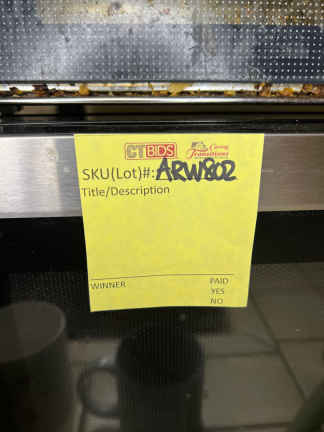 CTBIDS Caring Transitions
SKU(Lot)#: ARW802
Title/Description
WINNER PAID
YES
NO